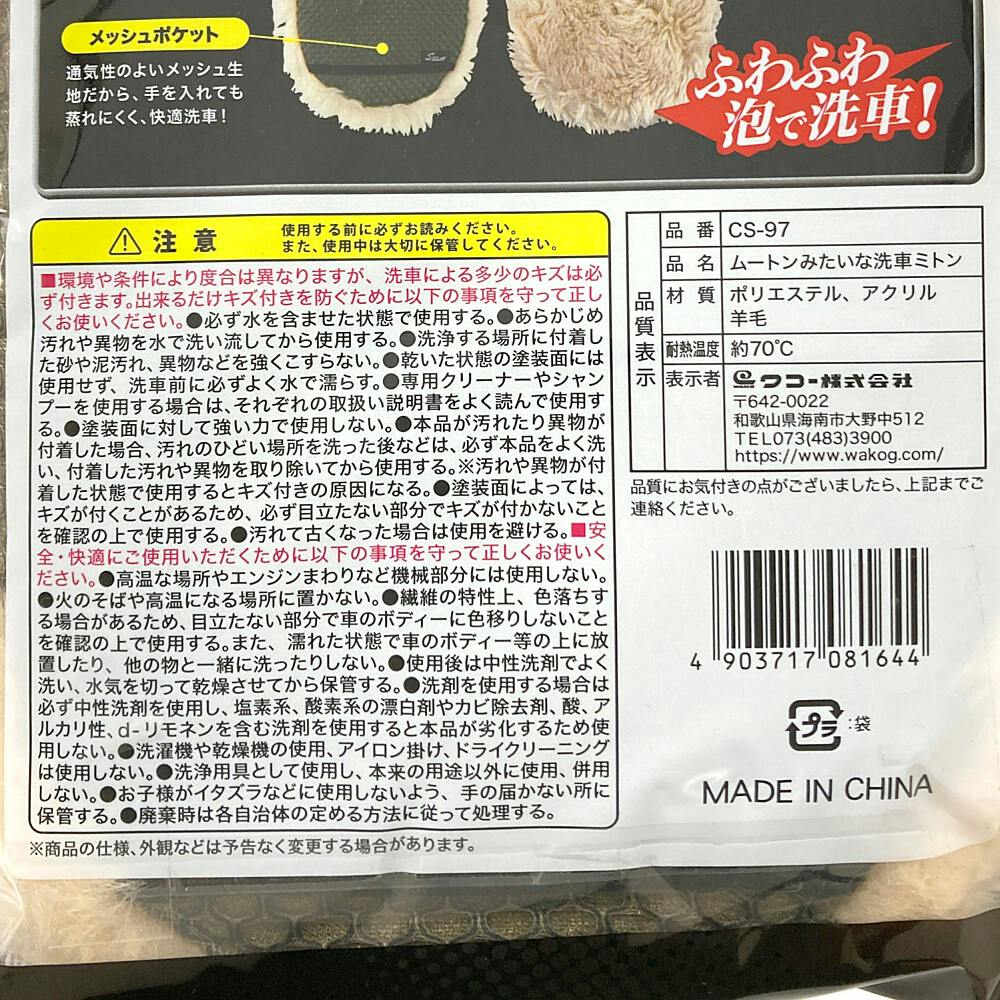 メッシュポケット
通気性のよいメッシュ生
地だから、手を入れても
蒸れにくく、快適洗車！
ふわふわ
泡で洗車！
注意
使用する前に必ずお読みください。
また、使用中は大切に保管してください。
■環境や条件により度合は異なりますが、洗車による多少のキズは必
ず付きます。出来るだけキズ付きを防ぐために以下の事項を守って正し
くお使いください。●必ず水を含ませた状態で使用する。●あらかじめ
汚れや異物を水で洗い流してから使用する。●洗浄する場所に付着し
た砂や泥汚れ、異物などを強くこすらない。●乾いた状態の塗装面には
使用せず、洗車前に必ずよく水で濡らす。●専用クリーナーやシャン
プーを使用する場合は、それぞれの取扱い説明書をよく読んで使用す
る。●塗装面に対して強い力で使用しない。●本品が汚れたり異物が
付着した場合、汚れのひどい場所を洗った後などは、必ず本品をよく洗
い、付着した汚れや異物を取り除いてから使用する。※汚れや異物が付
着した状態で使用するとキズ付きの原因になる。●塗装面によっては、
キズが付くことがあるため、必ず目立たない部分でキズが付かないこと
を確認の上で使用する。●汚れて古くなった場合は使用を避ける。■安
全・快適にご使用いただくために以下の事項を守って正しくお使いく
ださい。●高温な場所やエンジンまわりなど機械部分には使用しない。
●火のそばや高温になる場所に置かない。●繊維の特性上、色落ちす
る場合があるため、目立たない部分で車のボディーに色移りしないこと
を確認の上で使用する。また、濡れた状態で車のボディー等の上に放
置したり、他の物と一緒に洗ったりしない。●使用後は中性洗剤でよく
洗い、水気を切って乾燥させてから保管する。●洗剤を使用する場合は
必ず中性洗剤を使用し、塩素系、酸素系の漂白剤やカビ除去剤、酸、ア
ルカリ性、d-リモネンを含む洗剤を使用すると本品が劣化するため使
用しない。●洗濯機や乾燥機の使用、アイロン掛け、ドライクリーニング
は使用しない。●洗浄用具として使用し、本来の用途以外に使用、併用
しない。●お子様がイタズラなどに使用しないよう、手の届かない所に
保管する。●廃棄時は各自治体の定める方法に従って処理する。
※商品の仕様、外観などは予告なく変更する場合があります。
品質表示
品番 CS-97
品名 ムートンみたいな洗車ミトン
材質 ポリエステル、アクリル
羊毛
耐熱温度 約70℃
表示者 ワコー株式会社
〒642-0022
和歌山県海南市大野中512
TEL073(483)3900
https://www.wakog.com/
品質にお気付きの点がございましたら、上記までご
連絡ください。
4 903717 081644
プラ :袋
MADE IN CHINA